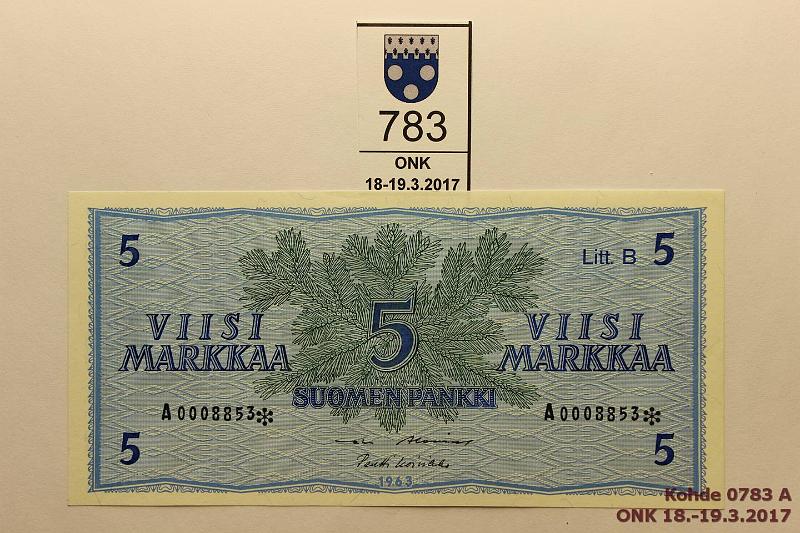 783
ONK
18-19.3.2017
5 Litt. B 5
VIISI VIISI
MARKKAA 5 MARKKAA
SUOMEN PANKKI
A0008853* A0008853*
5 5
1963
Kohde 0783 A
ONK 18.-19.3.2017